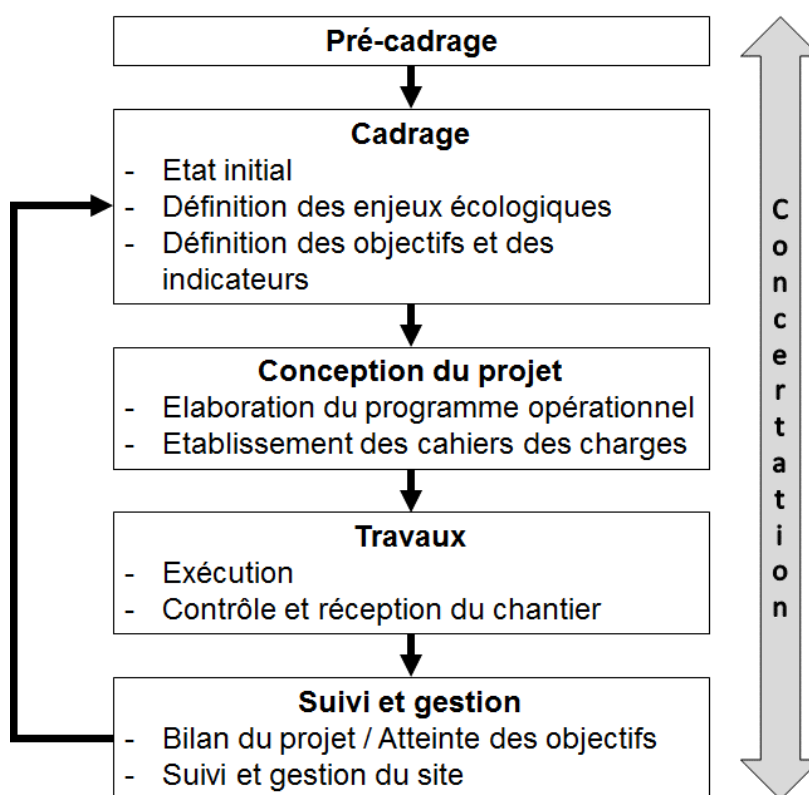 Pré-cadrage
Cadrage
- Etat initial
- Définition des enjeux écologiques
- Définition des objectifs et des
indicateurs
Conception du projet
- Elaboration du programme opérationnel
- Etablissement des cahiers des charges
Travaux
- Exécution
- Contrôle et réception du chantier
Suivi et gestion
- Bilan du projet / Atteinte des objectifs
- Suivi et gestion du site
Concertation